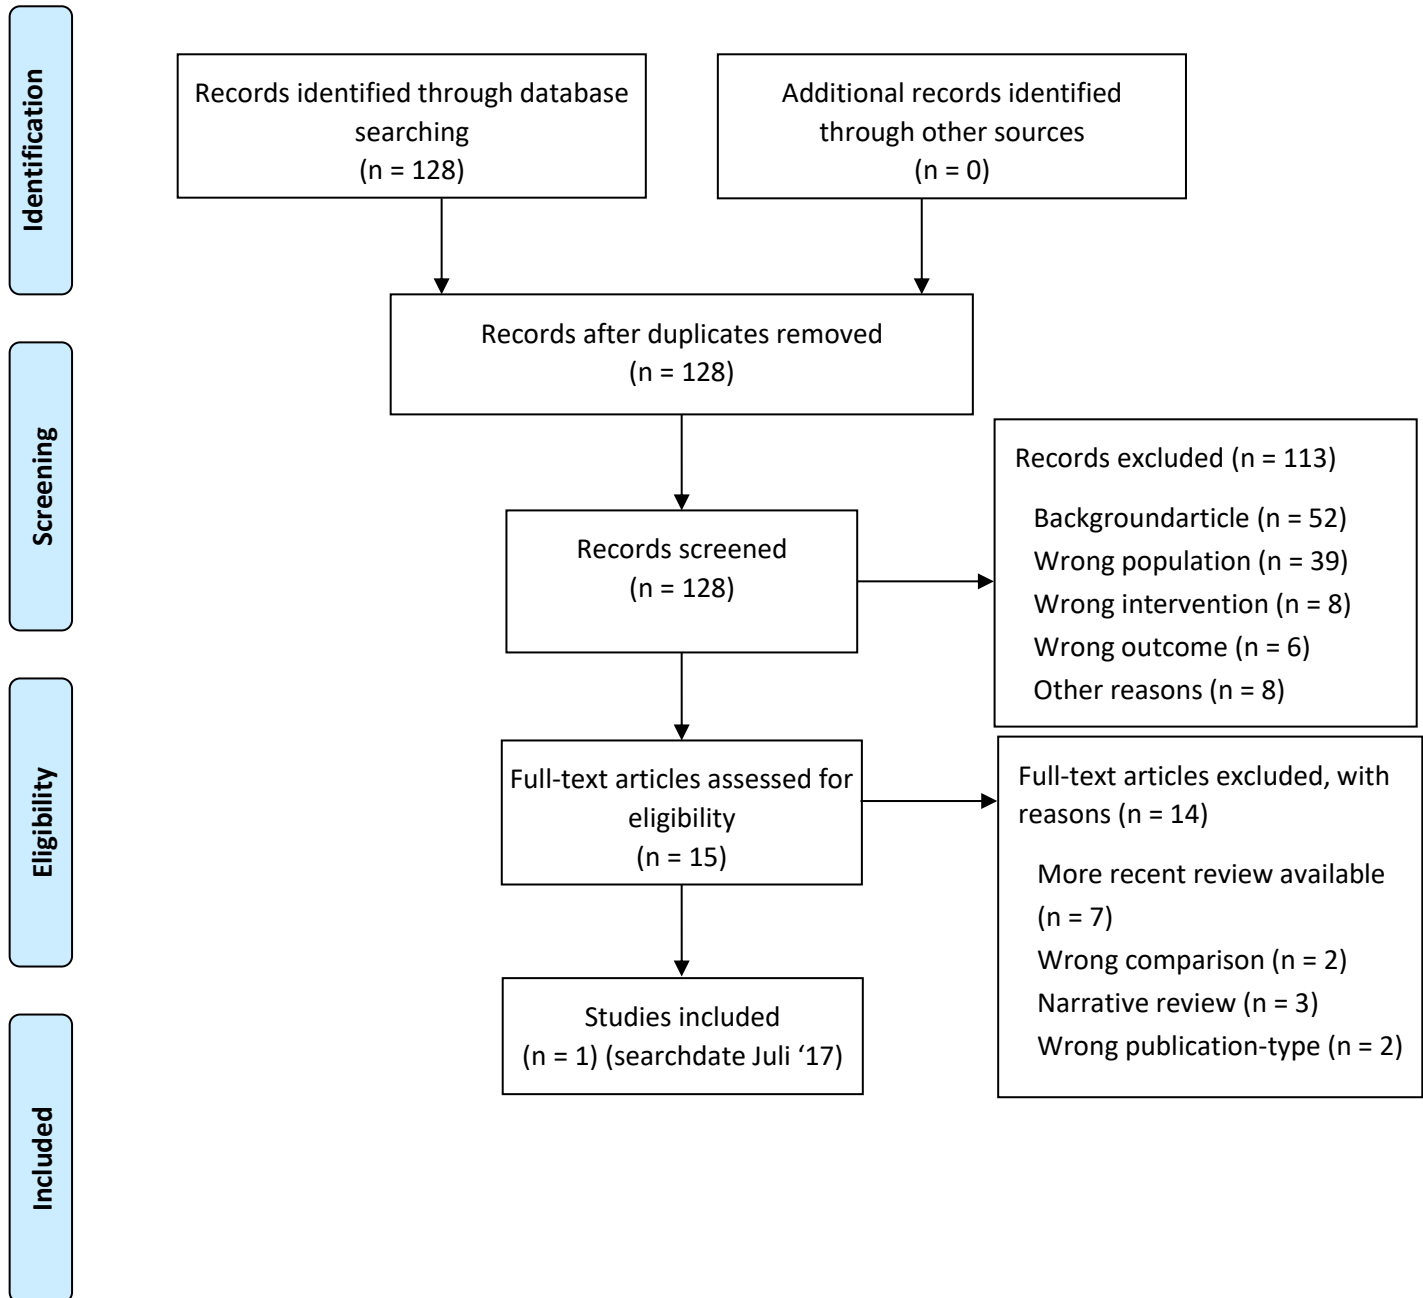 Identification
Records identified through database
searching
(n = 128)
Additional records identified
through other sources
(n = 0)
Records after duplicates removed
(n = 128)
Screening
Records screened
(n = 128)
Records excluded (n = 113)
Backgroundarticle (n = 52)
Wrong population (n = 39)
Wrong intervention (n = 8)
Wrong outcome (n = 6)
Other reasons (n = 8)
Eligibility
Full-text articles assessed for
eligibility
(n = 15)
Full-text articles excluded, with
reasons (n = 14)
More recent review available
(n = 7)
Wrong comparison (n = 2)
Narrative review (n = 3)
Wrong publication-type (n = 2)
Included
Studies included
(n = 1) (searchdate Juli ‘17)